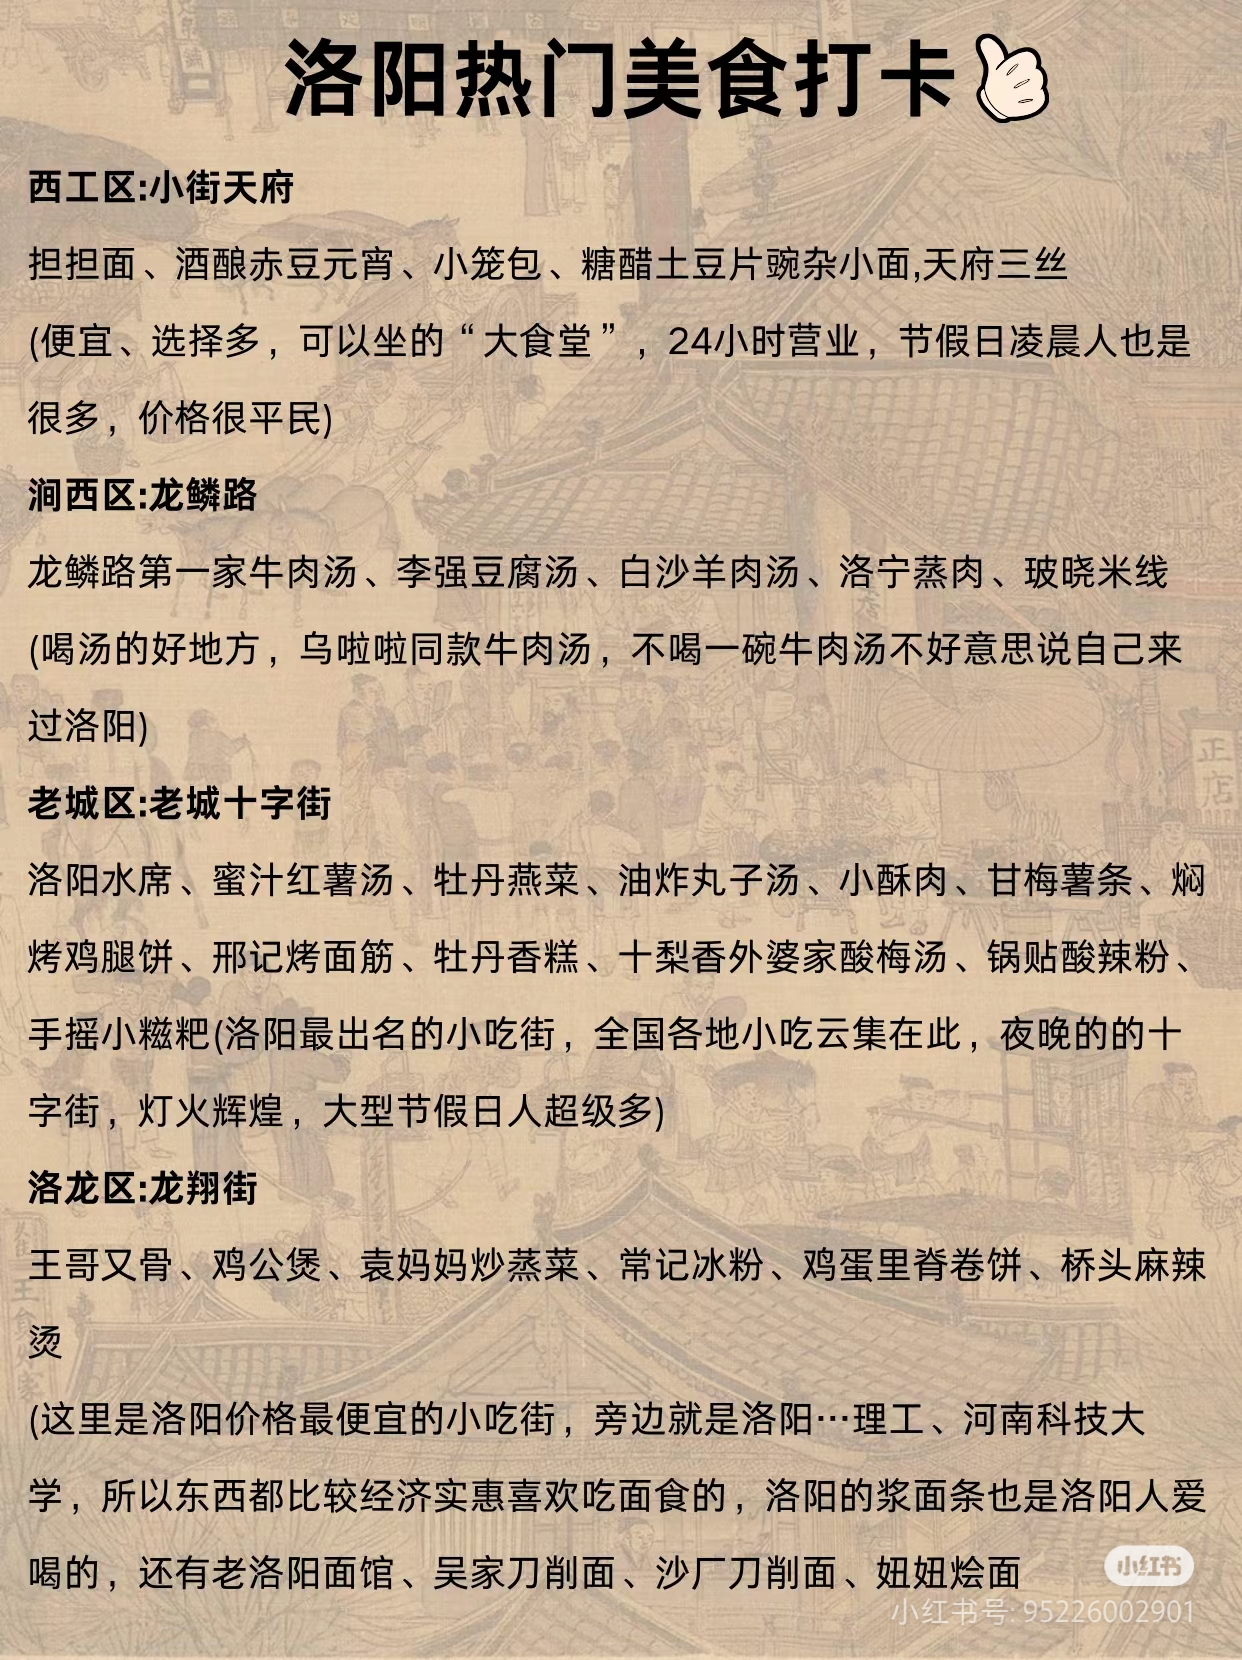 洛阳热门美食打卡
西工区:小街天府
担担面、酒酿赤豆元宵、小笼包、糖醋土豆片豌杂小面,天府三丝
(便宜、选择多，可以坐的“大食堂”，24小时营业，节假日凌晨人也是
很多，价格很平民)
涧西区:龙鳞路
龙鳞路第一家牛肉汤、李强豆腐汤、白沙羊肉汤、洛宁蒸肉、玻晓米线
(喝汤的好地方，乌啦啦同款牛肉汤，不喝一碗牛肉汤不好意思说自己来
过洛阳)
老城区:老城十字街
洛阳水席、蜜汁红薯汤、牡丹燕菜、油炸丸子汤、小酥肉、甘梅薯条、焖
烤鸡腿饼、邢记烤面筋、牡丹香糕、十梨香外婆家酸梅汤、锅贴酸辣粉、
手摇小糍粑(洛阳最出名的小吃街，全国各地小吃云集在此，夜晚的的十
字街，灯火辉煌，大型节假日人超级多)
洛龙区:龙翔街
王哥又骨、鸡公煲、袁妈妈炒蒸菜、常记冰粉、鸡蛋里脊卷饼、桥头麻辣
烫
(这里是洛阳价格最便宜的小吃街，旁边就是洛阳…理工、河南科技大
学，所以东西都比较经济实惠喜欢吃面食的，洛阳的浆面条也是洛阳人爱
喝的，还有老洛阳面馆、吴家刀削面、沙厂刀削面、妞妞烩面
小红书
小红书号: 95226002901
正店